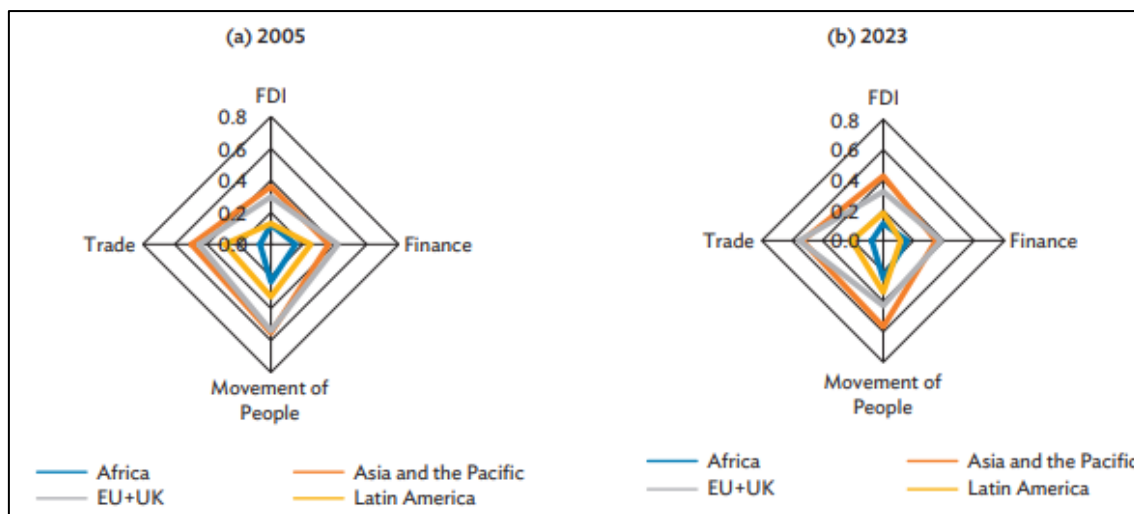 (a) 2005
FDI
0.8
0.6
0.4
0.2
0.0
Trade
Finance
Movement of
People
Africa
Asia and the Pacific
EU+UK
Latin America
(b) 2023
FDI
0.8
0.6
0.4
0.2
0.0
Trade
Finance
Movement of
People
Africa
Asia and the Pacific
EU+UK
Latin America